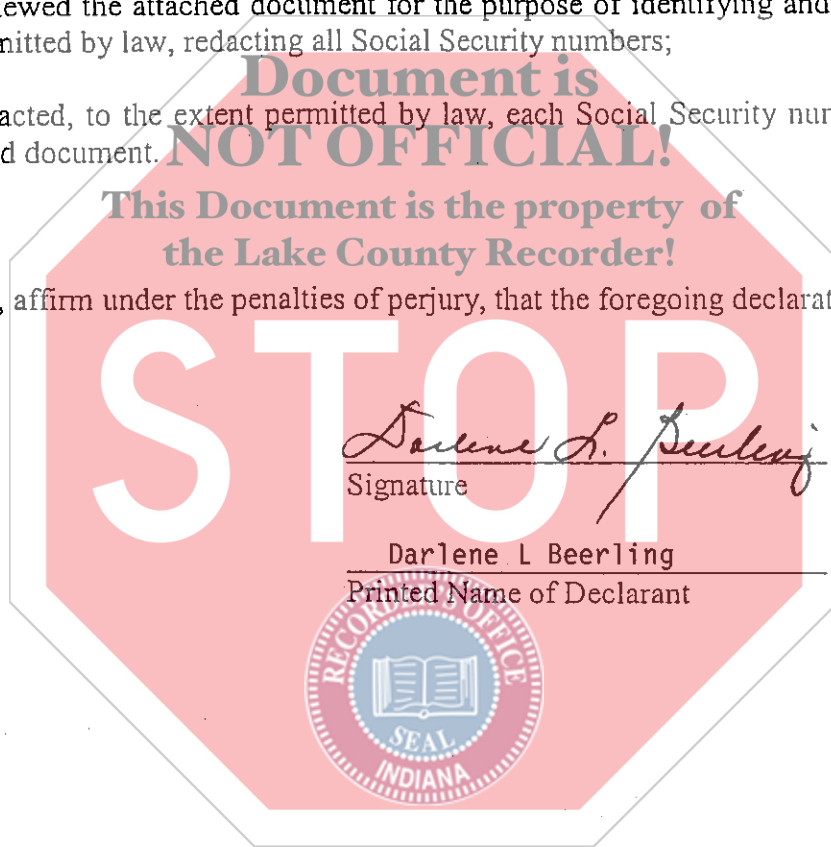 ewed the attached document for the purpose of identifying and
nitted by law, redacting all Social Security numbers;
Document is
acted, to the extent permitted by law, each Social Security nur
d document. NOT OFFICIAL!
This Document is the property of
the Lake County Recorder!
, affirm under the penalties of perjury, that the foregoing declarat
STOP
Darlene L. Beerling
Signature
Darlene L Beerling
Printed Name of Declarant
RECORDER'S OFFICE
SEAL
INDIANA